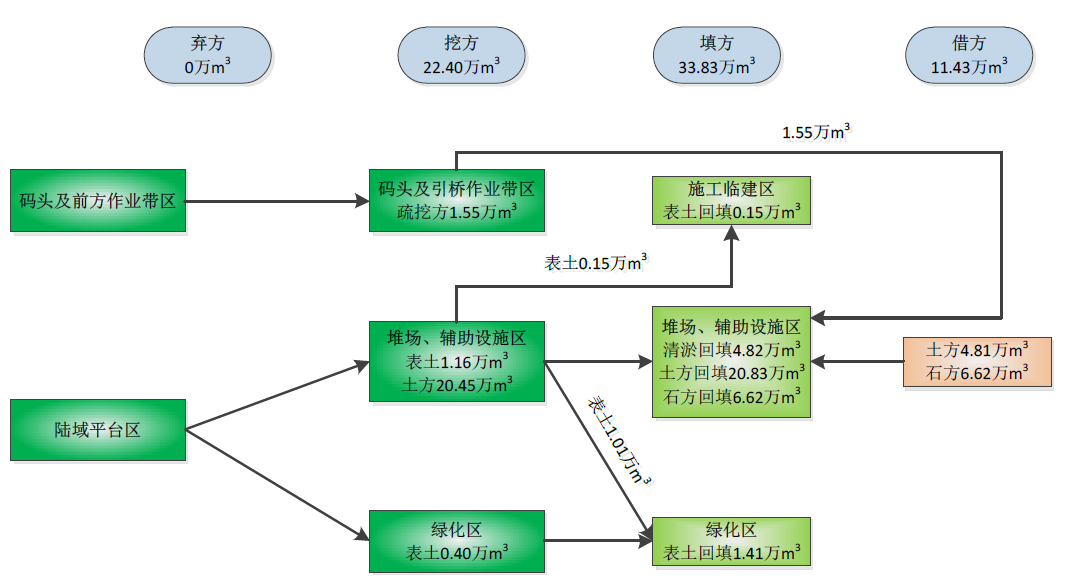 弃方
0万m³
挖方
22.40万m³
填方
33.83万m³
借方
11.43万m³
1.55万m³
码头及前方作业带区
码头及引桥作业带区
疏挖方1.55万m³
施工临建区
表土回填0.15万m³
表土0.15万m³
堆场、辅助设施区
表土1.16万m³
土方20.45万m³
堆场、辅助设施区
清淤回填4.82万m³
土方回填20.83万m³
石方回填6.62万m³
土方4.81万m³
石方6.62万m³
陆域平台区
表土1.01万m³
绿化区
表土0.40万m³
绿化区
表土回填1.41万m³